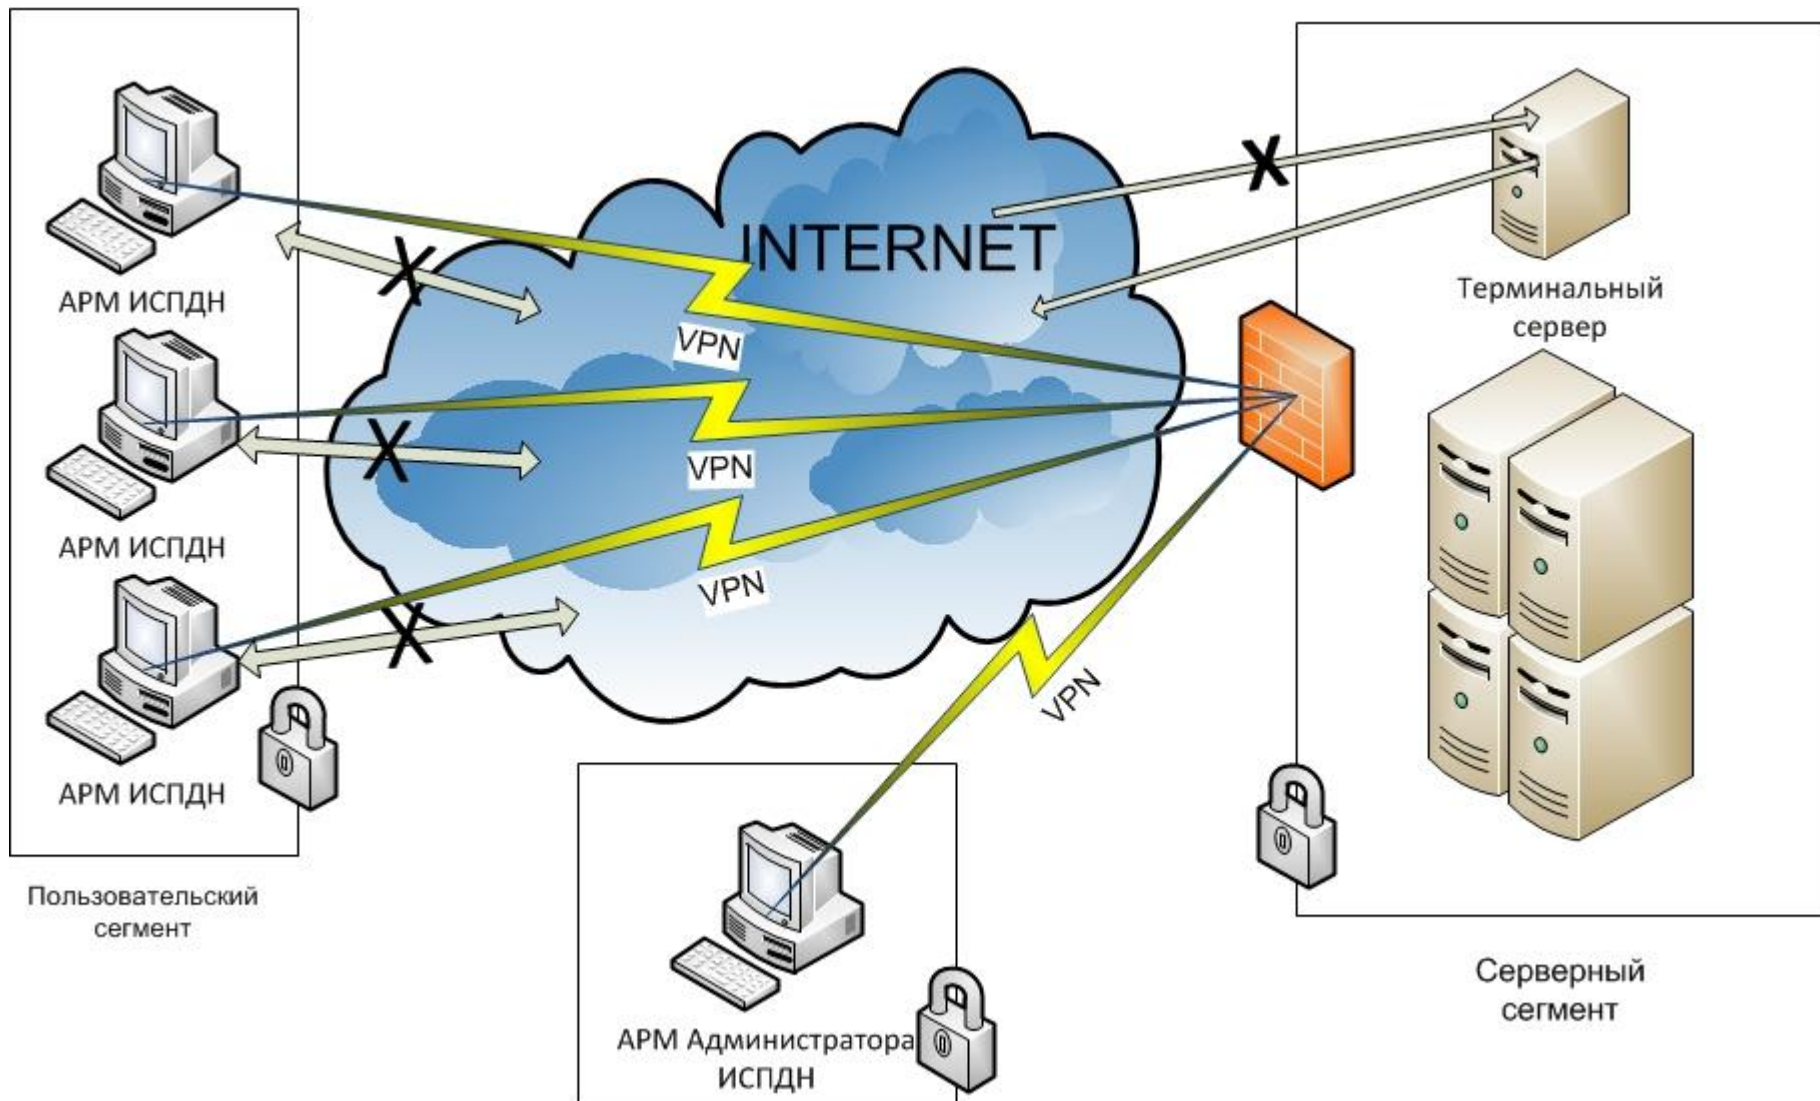 INTERNET
АРМ ИСПДН
АРМ ИСПДН
АРМ ИСПДН
Пользовательский
сегмент
VPN
VPN
VPN
VPN
АРМ Администратора
ИСПДН
Терминальный
сервер
Серверный
сегмент